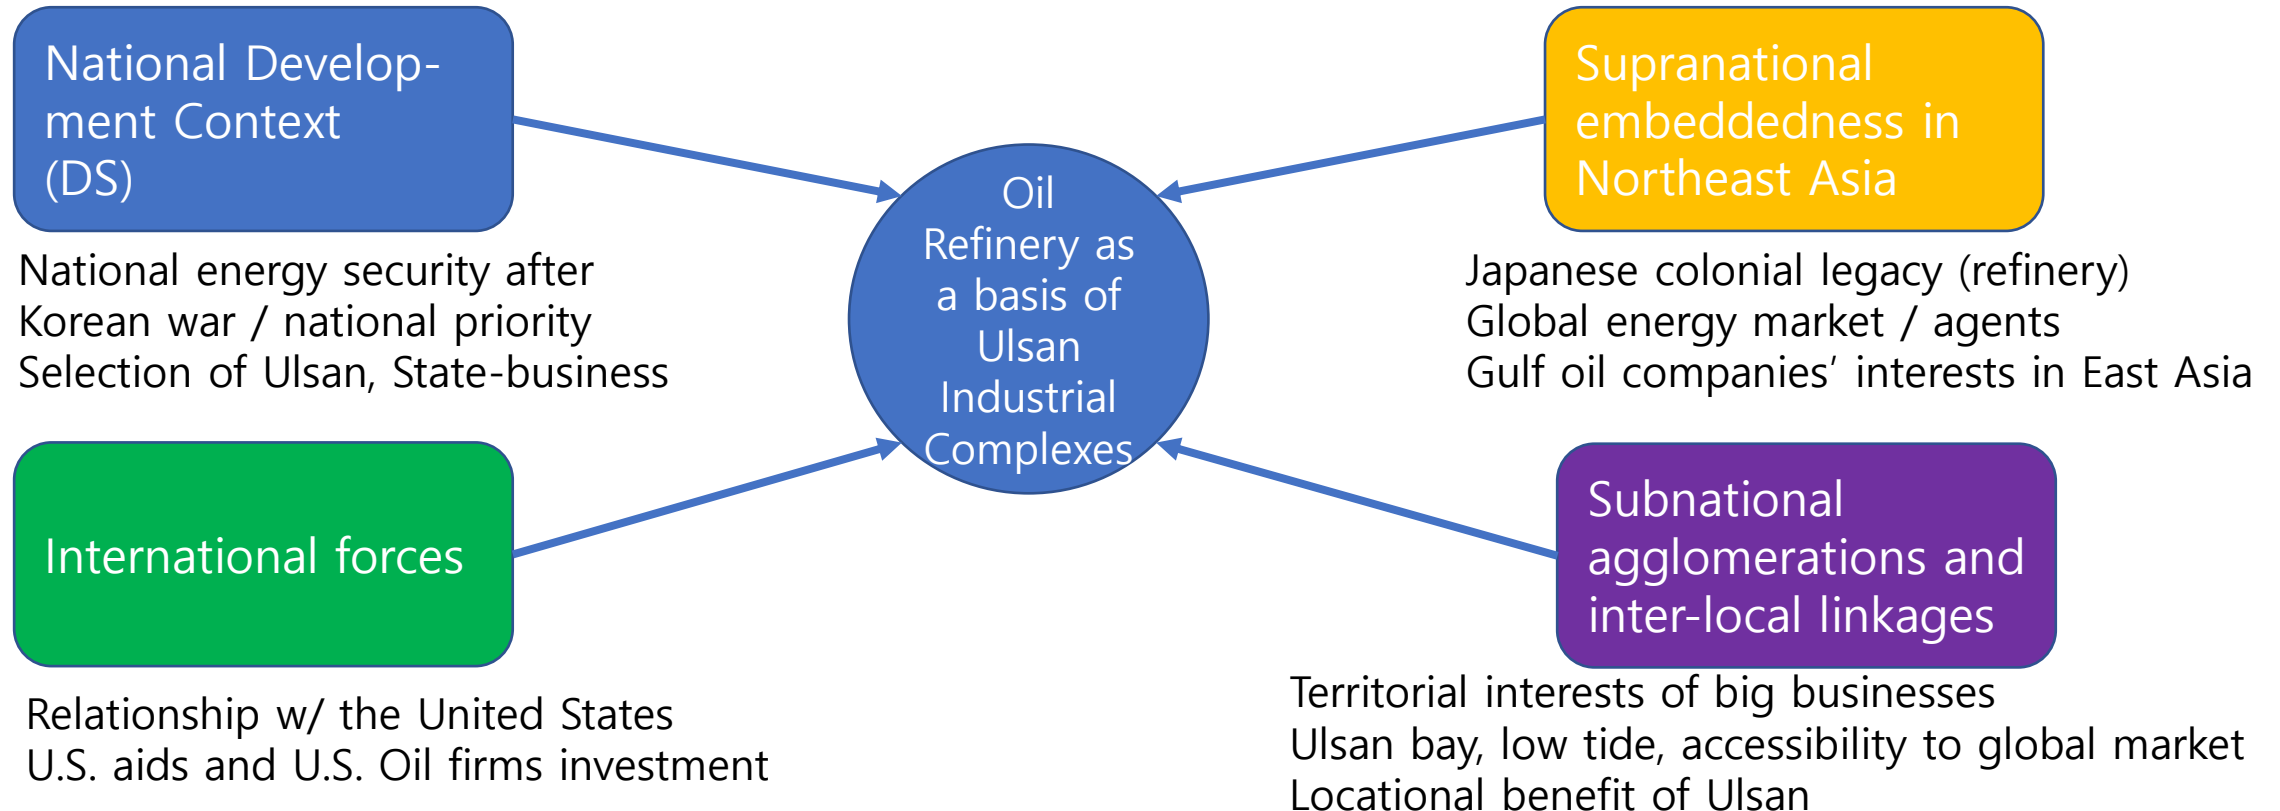 National Develop-
ment Context
(DS)
National energy security after
Korean war / national priority
Selection of Ulsan, State-business
International forces
Relationship w/ the United States
U.S. aids and U.S. Oil firms investment
Oil
Refinery as
a basis of
Ulsan
Industrial
Complexes
Supranational
embeddedness in
Northeast Asia
Japanese colonial legacy (refinery)
Global energy market / agents
Gulf oil companies’ interests in East Asia
Subnational
agglomerations and
inter-local linkages
Territorial interests of big businesses
Ulsan bay, low tide, accessibility to global market
Locational benefit of Ulsan